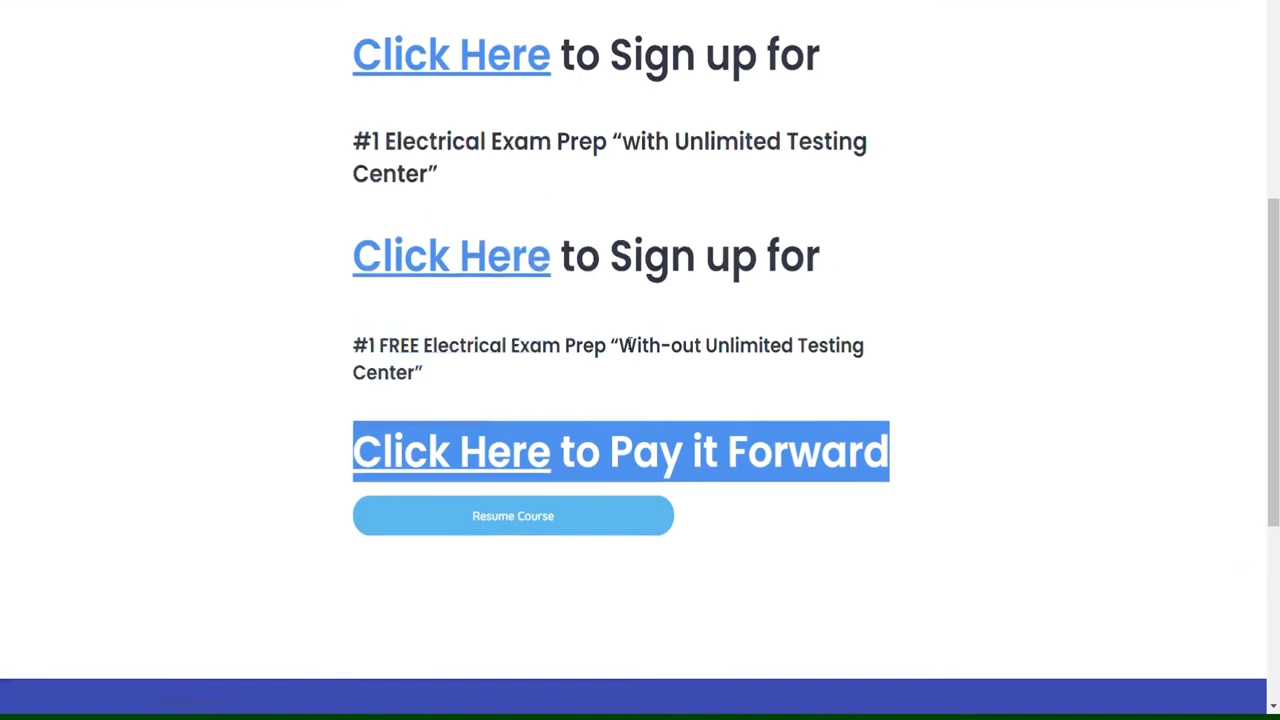 Click Here to Sign up for
#1 Electrical Exam Prep “with Unlimited Testing
Center”
Click Here to Sign up for
#1 FREE Electrical Exam Prep “With-out Unlimited Testing
Center”
Click Here to Pay it Forward
Resume Course